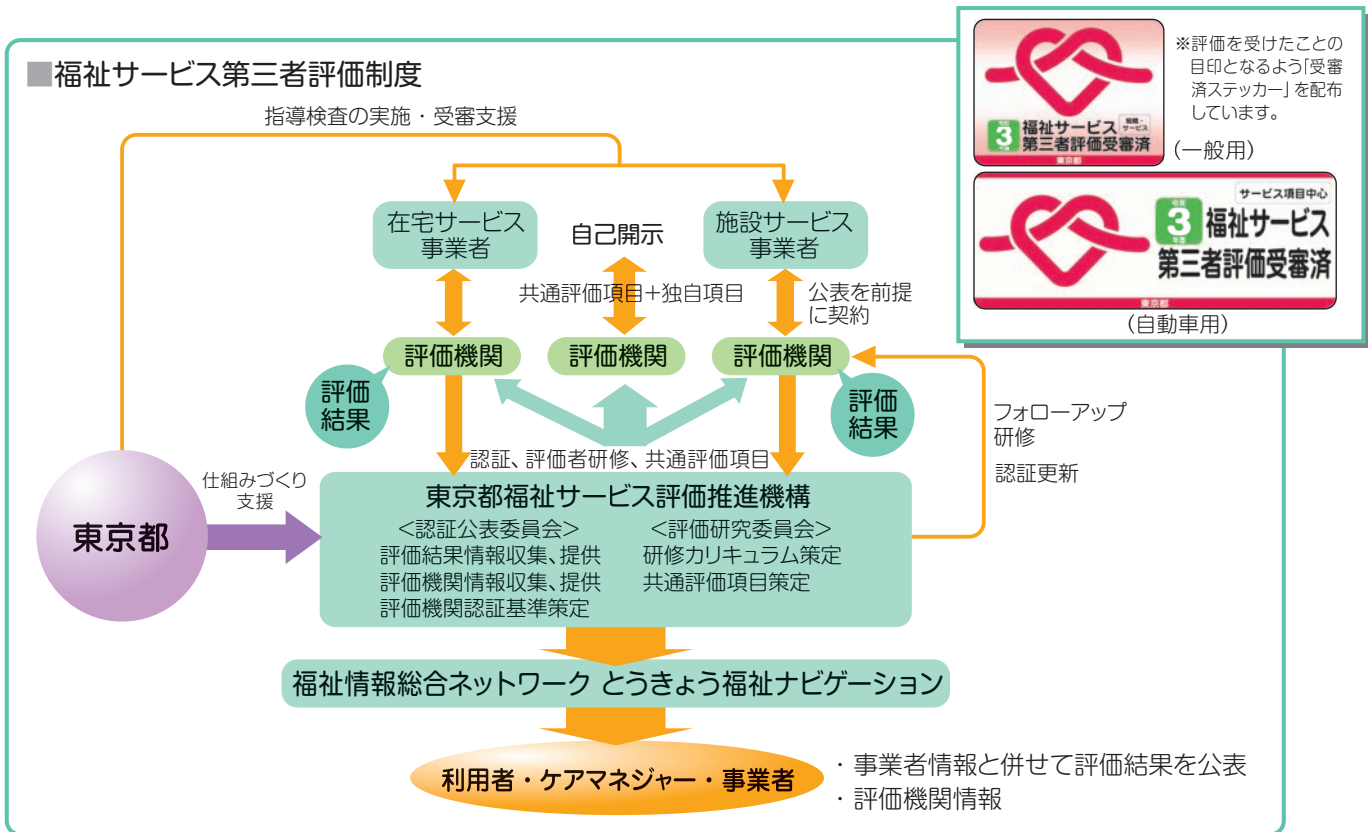 ■福祉サービス第三者評価制度
指導検査の実施・受審支援
在宅サービス
事業者
自己開示
施設サービス
事業者
共通評価項目+独自項目
公表を前提
に契約
評価機関
評価機関
評価機関
評価
結果
評価
結果
フォローアップ
研修
認証更新
認証、評価者研修、共通評価項目
仕組みづくり
支援
東京都
東京都福祉サービス評価推進機構
<認証公表委員会>
評価結果情報収集、提供
評価機関情報収集、提供
評価機関認証基準策定
<評価研究委員会>
研修カリキュラム策定
共通評価項目策定
福祉情報総合ネットワーク とうきょう福祉ナビゲーション
利用者・ケアマネジャー・事業者
・事業者情報と併せて評価結果を公表
・評価機関情報
※評価を受けたことの
目印となるよう「受審
済ステッカー」を配布
しています。
(一般用)
令和
3
年度
福祉サービス
組織・
サービス
第三者評価受審済
東京都
サービス項目中心
令和
3
年度
福祉サービス
第三者評価受審済
東京都
(自動車用)